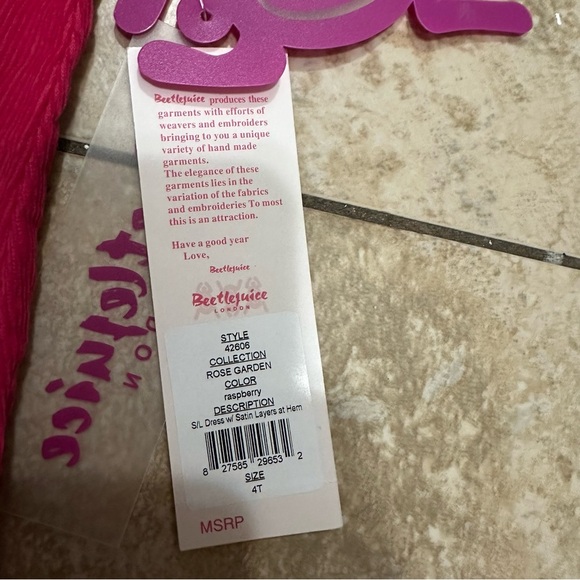 Beetlejuice produces these
garments with efforts of
weavers and embroiders
bringing to you a unique
variety of hand made
garments.
The elegance of these
garments lies in the
variation of the fabrics
and embroideries To most
this is an attraction.
Have a good year
Love,
Beetlejuice
Beetlejuice
LONDON
STYLE
42606
COLLECTION
ROSE GARDEN
COLOR
raspberry
DESCRIPTION
S/L Dress w/ Satin Layers at Hem
8 27585 29653 2
SIZE
4T
MSRP